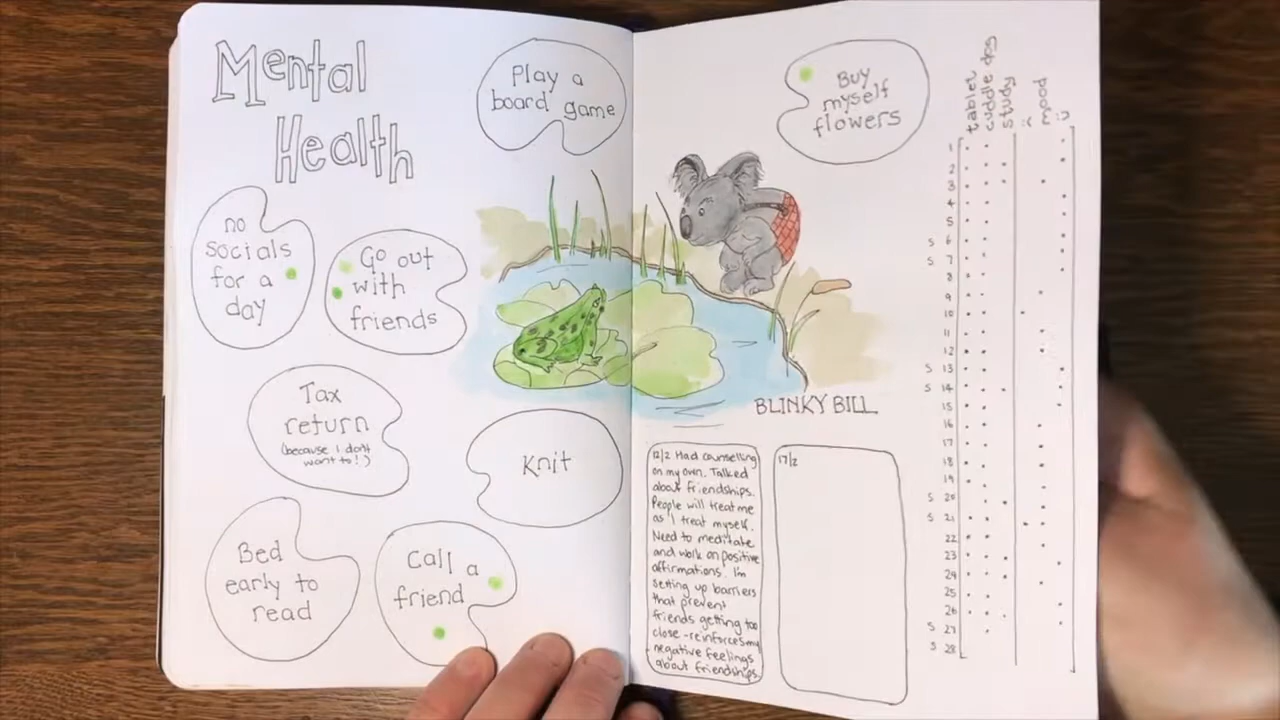 Mental
Health
Play a
board game
no
socials
for a
day
Go out
with
friends
Tax
return
(because I don't
want to!)
Knit
Bed
early to
read
Call a
friend
Buy
myself
flowers
BLINKY BILL
12/2 Had counselling
on my own. Talked
about friendships.
People will treat me
as I treat myself.
Need to meditate
and work on positive
affirmations. I'm
setting up barriers
that prevent
friends getting too
close - reinforces my
negative feelings
about friendships.
17/2
tablet
cuddle dog
study
:(
mood
:)
1
2
3
4
5
S 6
S 7
8
9
10
11
12
S 13
S 14
15
16
17
18
19
S 20
S 21
22
23
24
25
26
S 27
S 28